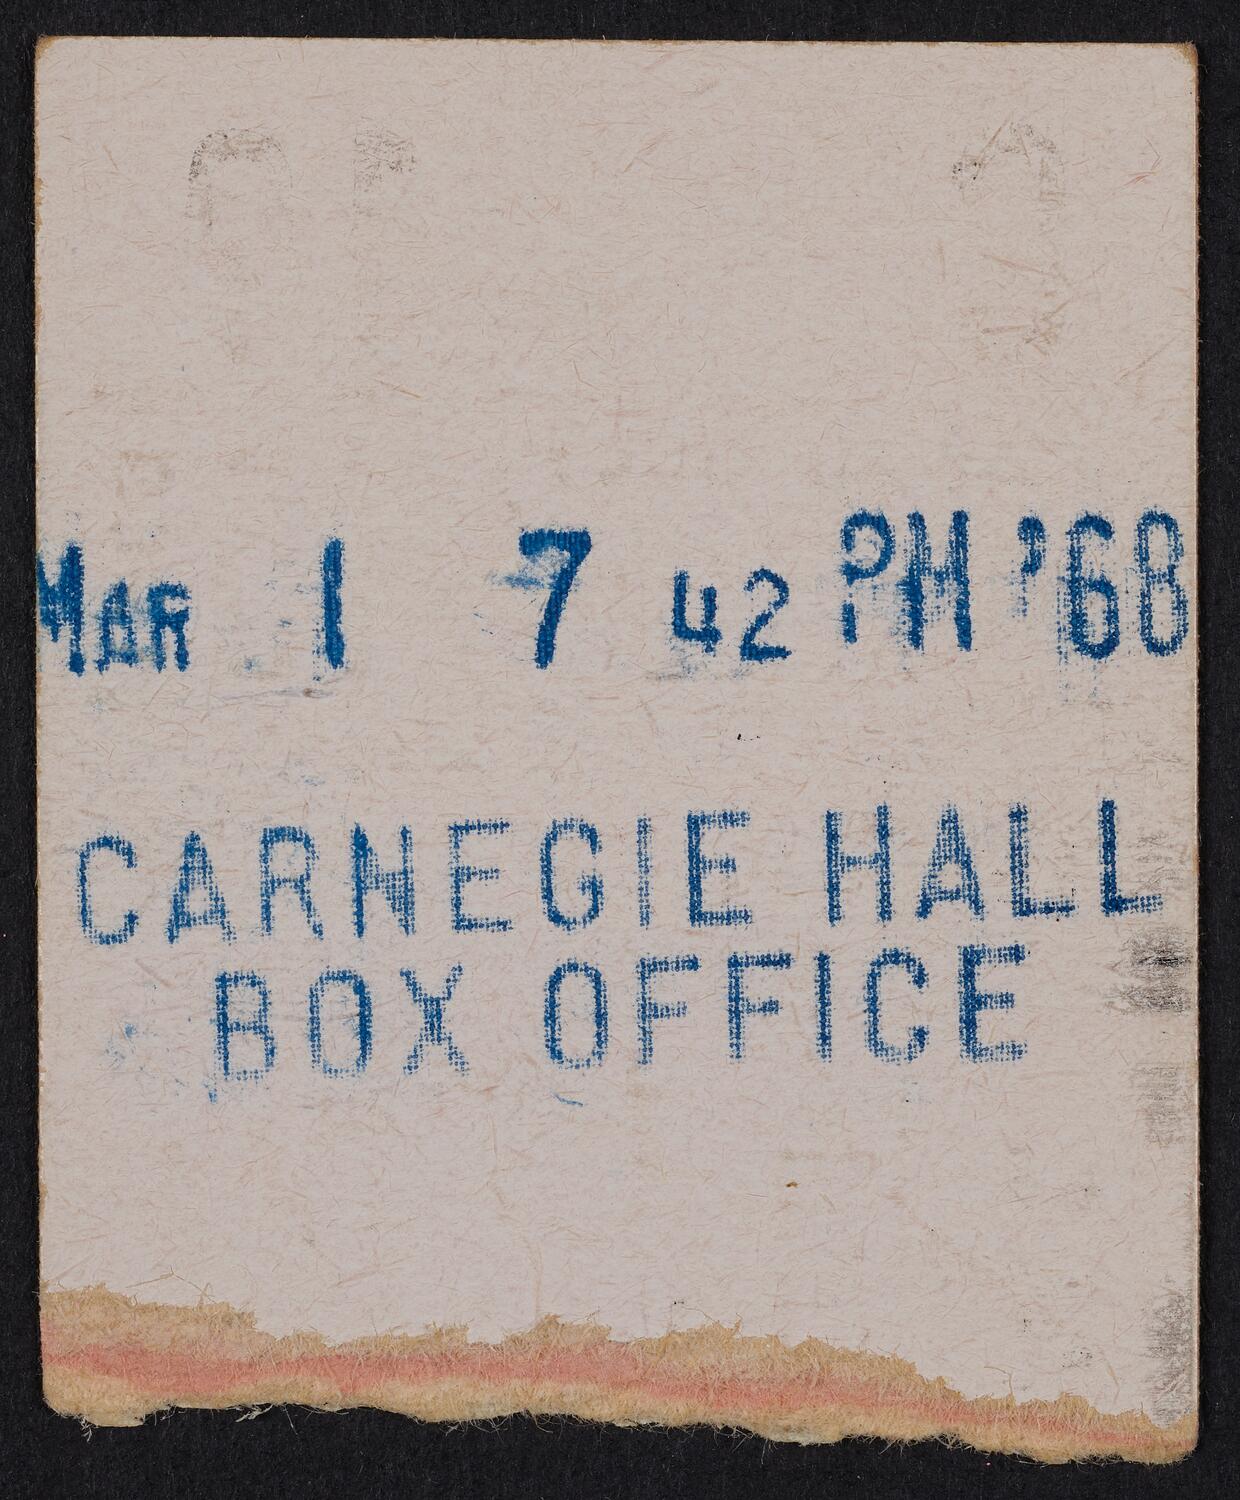 MAR 1 7 42 PM '68
CARNEGIE HALL
BOX OFFICE